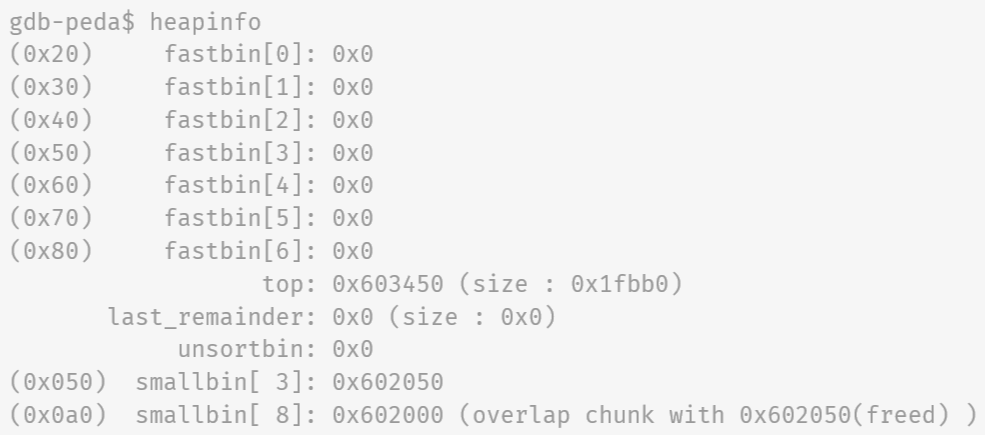 gdb-peda$ heapinfo
(0x20)     fastbin[0]: 0x0
(0x30)     fastbin[1]: 0x0
(0x40)     fastbin[2]: 0x0
(0x50)     fastbin[3]: 0x0
(0x60)     fastbin[4]: 0x0
(0x70)     fastbin[5]: 0x0
(0x80)     fastbin[6]: 0x0
                  top: 0x603450 (size : 0x1fbb0)
       last_remainder: 0x0 (size : 0x0)
            unsortbin: 0x0
(0x050)  smallbin[ 3]: 0x602050
(0x0a0)  smallbin[ 8]: 0x602000 (overlap chunk with 0x602050(freed) )